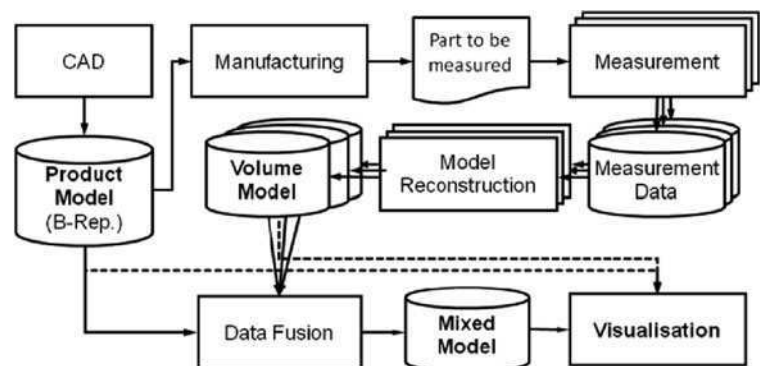 CAD
Manufacturing
Part to be
measured
Measurement
Product
Model
(B-Rep.)
Volume
Model
Model
Reconstruction
Measurement
Data
Data Fusion
Mixed
Model
Visualisation